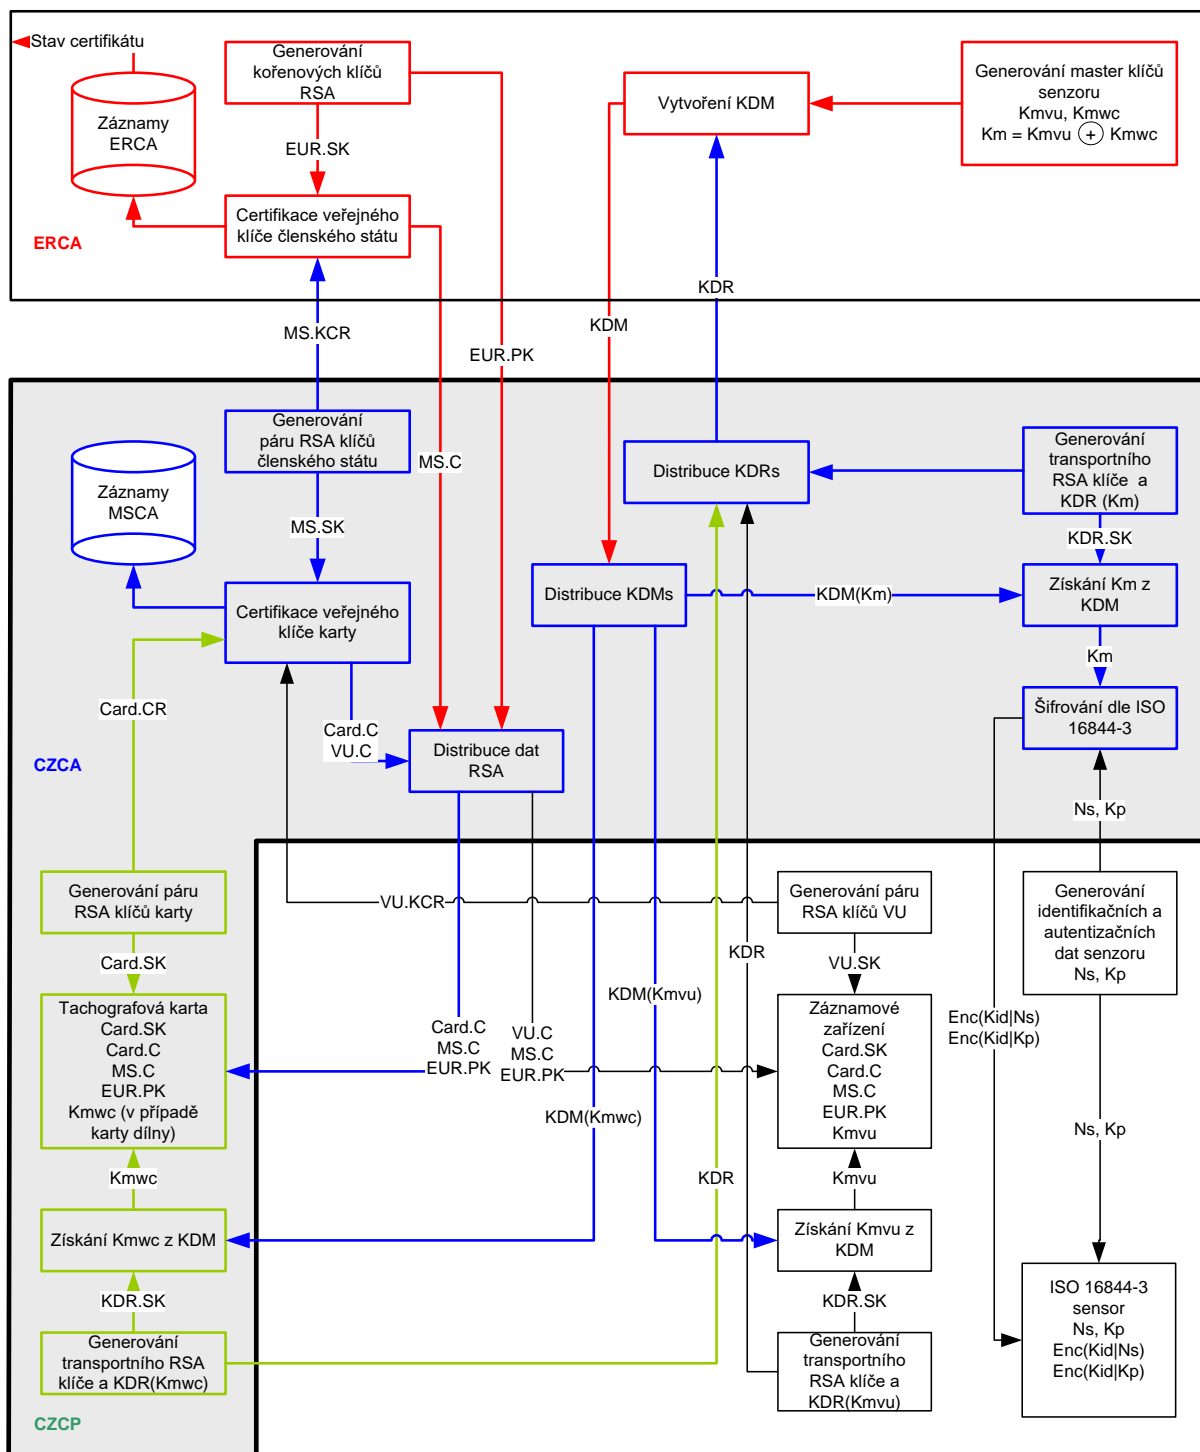 Stav certifikátu
Generování
kořenových klíčů
RSA
Vytvoření KDM
Generování master klíčů
senzoru
Kmvu, Kmwc
Km = Kmvu + Kmwc
Záznamy
ERCA
EUR.SK
Certifikace veřejného
klíče členského státu
ERCA
KDR
MS.KCR
KDM
EUR.PK
Generování
páru RSA klíčů
členského státu
MS.C
Distribuce KDRs
Generování
transportního
RSA klíče a
KDR (Km)
Záznamy
MSCA
MS.SK
KDR.SK
Certifikace veřejného
klíče karty
Distribuce KDMs
KDM(Km)
Získání Km z
KDM
Km
Card.CR
Card.C
VU.C
Distribuce dat
RSA
Šifrování dle ISO
16844-3
CZCA
Ns, Kp
Generování páru
RSA klíčů karty
VU.KCR
Generování páru
RSA klíčů VU
Generování
identifikačních a
autentizačních
dat senzoru
Ns, Kp
Card.SK
KDR
VU.SK
Tachografová karta
Card.SK
Card.C
MS.C
EUR.PK
Kmwc (v případě
karty dílny)
Card.C
MS.C
EUR.PK
VU.C
MS.C
EUR.PK
KDM(Kmvu)
Záznamové
zařízení
Card.SK
Card.C
MS.C
EUR.PK
Kmvu
Enc(Kid|Ns)
Enc(Kid|Kp)
KDM(Kmwc)
Ns, Kp
Kmwc
KDR
Kmvu
Získání Kmwc z KDM
Získání Kmvu z
KDM
KDR.SK
KDR.SK
ISO 16844-3
sensor
Ns, Kp
Enc(Kid|Ns)
Enc(Kid|Kp)
Generování
transportního RSA
klíče a KDR(Kmwc)
Generování
transportního
RSA klíče a
KDR(Kmvu)
CZCP